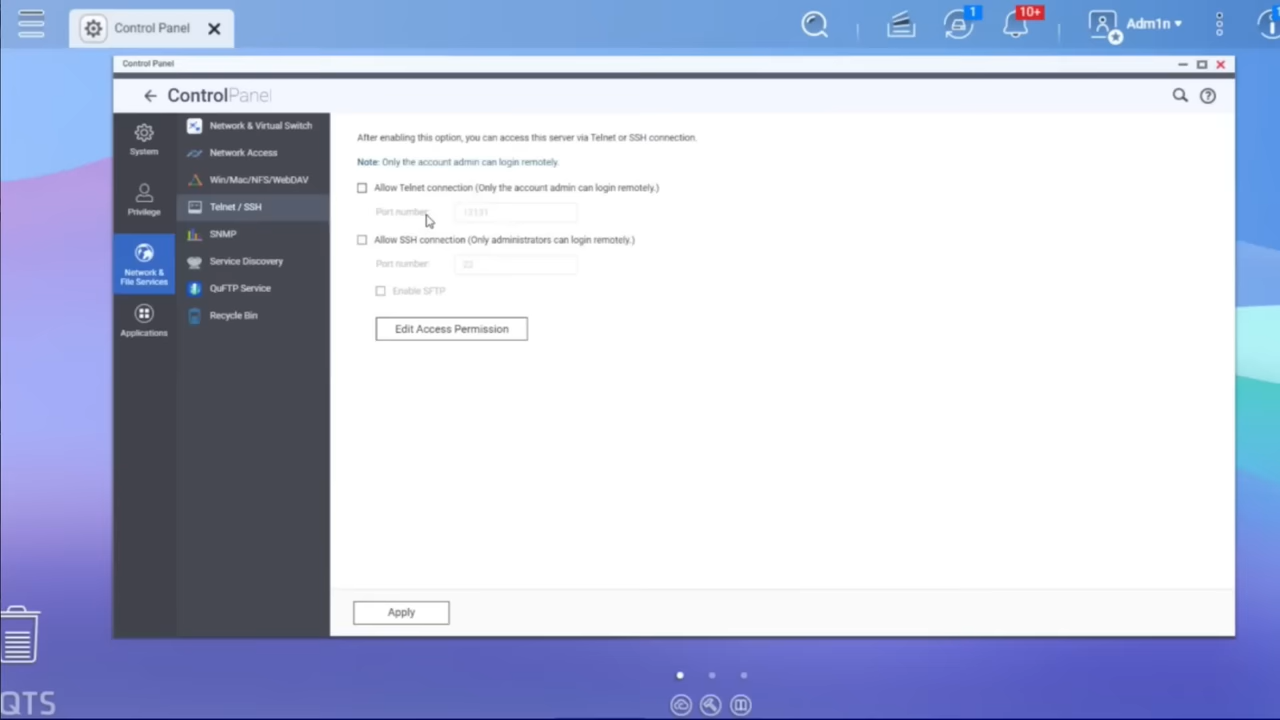 Control Panel
1
10+
Adm1n
Control Panel
ControlPanel
System
Privilege
Network &
File Services
Applications
Network & Virtual Switch
Network Access
Win/Mac/NFS/WebDAV
Telnet / SSH
SNMP
Service Discovery
QuFTP Service
Recycle Bin
After enabling this option, you can access this server via Telnet or SSH connection.
Note: Only the account admin can login remotely.
Allow Telnet connection (Only the account admin can login remotely.)
Port number:
Allow SSH connection (Only administrators can login remotely.)
Port number: 22
Enable SFTP
Edit Access Permission
Apply
QTS